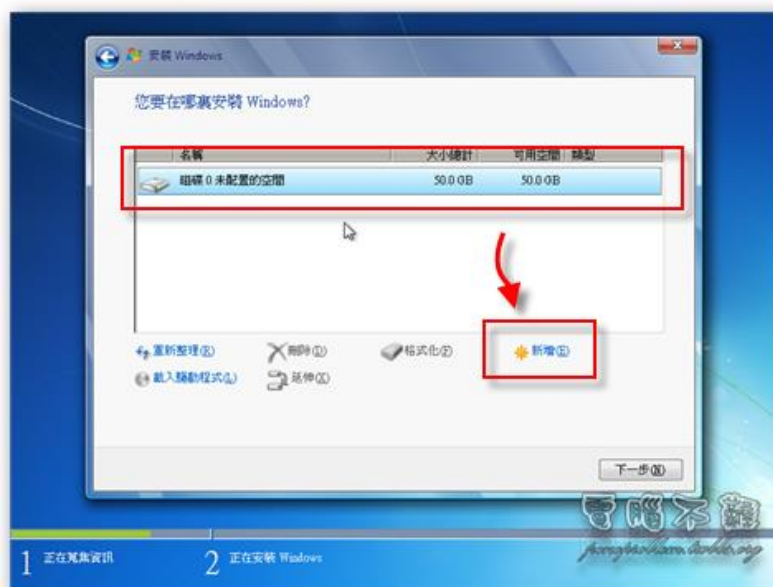 安裝 Windows
您要在哪裏安裝 Windows?
名稱 大小總計 可用空間 類型
磁碟 0 未配置的空間 50.0 GB 50.0 GB
重新整理(R) 刪除(D) 格式化(F) 新增(E)
載入驅動程式(L) 延伸(X)
下一步(N)
電腦不難
1 正在蒐集資訊 2 正在安裝 Windows